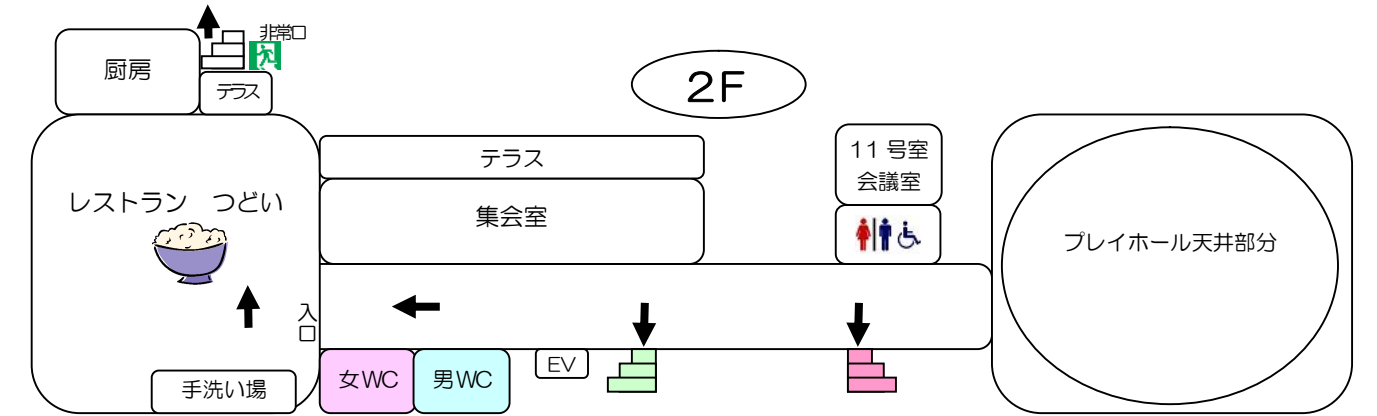 非常口
厨房
テラス
2F
テラス
11 号室
会議室
レストラン　つどい
集会室
プレイホール天井部分
入口
女WC
男WC
EV
手洗い場